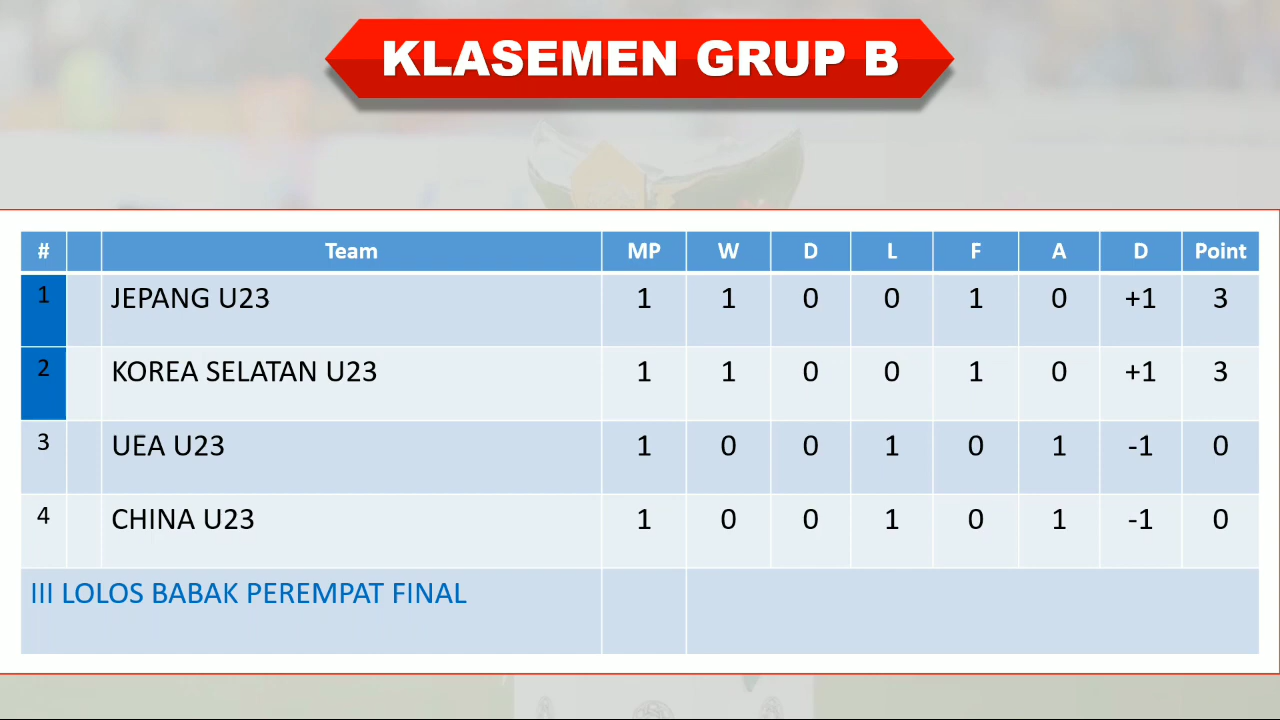 KLASEMEN GRUP B
# Team MP W D L F A D Point
1 JEPANG U23 1 1 0 0 1 0 +1 3
2 KOREA SELATAN U23 1 1 0 0 1 0 +1 3
3 UEA U23 1 0 0 1 0 1 -1 0
4 CHINA U23 1 0 0 1 0 1 -1 0
III LOLOS BABAK PEREMPAT FINAL